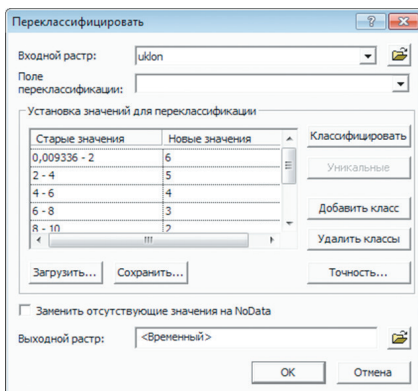 Переклассифицировать
Входной растр:
uklon
Поле
переклассификации:
Установка значений для переклассификации
Старые значения Новые значения
0,009336 - 2 6
2 - 4 5
4 - 6 4
6 - 8 3
8 - 10 2
Классифицировать
Уникальные
Добавить класс
Удалить классы
Загрузить... Сохранить... Точность...
Заменить отсутствующие значения на NoData
Выходной растр:
<Временный>
OK Отмена